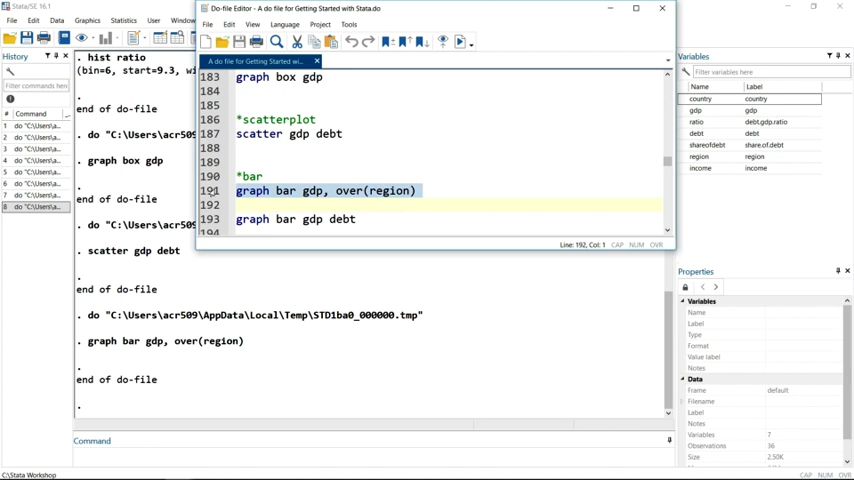 Stata/SE 16.1
File Edit Data Graphics Statistics User Window
History
Filter commands here
# Command
1 do "C:\Users\a...
2 do "C:\Users\a...
3 do "C:\Users\a...
4 do "C:\Users\a...
5 do "C:\Users\a...
6 do "C:\Users\a...
7 do "C:\Users\a...
8 do "C:\Users\a...
. hist ratio
(bin=6, start=9.3, wi
.
end of do-file
. do "C:\Users\acr509
. graph box gdp
.
end of do-file
. do "C:\Users\acr509
. scatter gdp debt
.
end of do-file
. do "C:\Users\acr509\AppData\Local\Temp\STD1ba0_000000.tmp"
. graph bar gdp, over(region)
.
end of do-file
.
Command
C:\Stata Workshop
Do-file Editor - A do file for Getting Started with Stata.do
File Edit View Language Project Tools
A do file for Getting Started wi...
183 graph box gdp
184
185
186 *scatterplot
187 scatter gdp debt
188
189
190 *bar
191 graph bar gdp, over(region)
192
193 graph bar gdp debt
194
Line: 192, Col: 1 CAP NUM OVR
Variables
Filter variables here
Name Label
country country
gdp gdp
ratio debt.gdp.ratio
debt debt
shareofdebt share.of.debt
region region
income income
Properties
Variables
Name
Label
Type
Format
Value label
Notes
Data
Frame default
Filename
Label
Notes
Variables 7
Observations 36
Size 2.50K
CAP NUM OVR